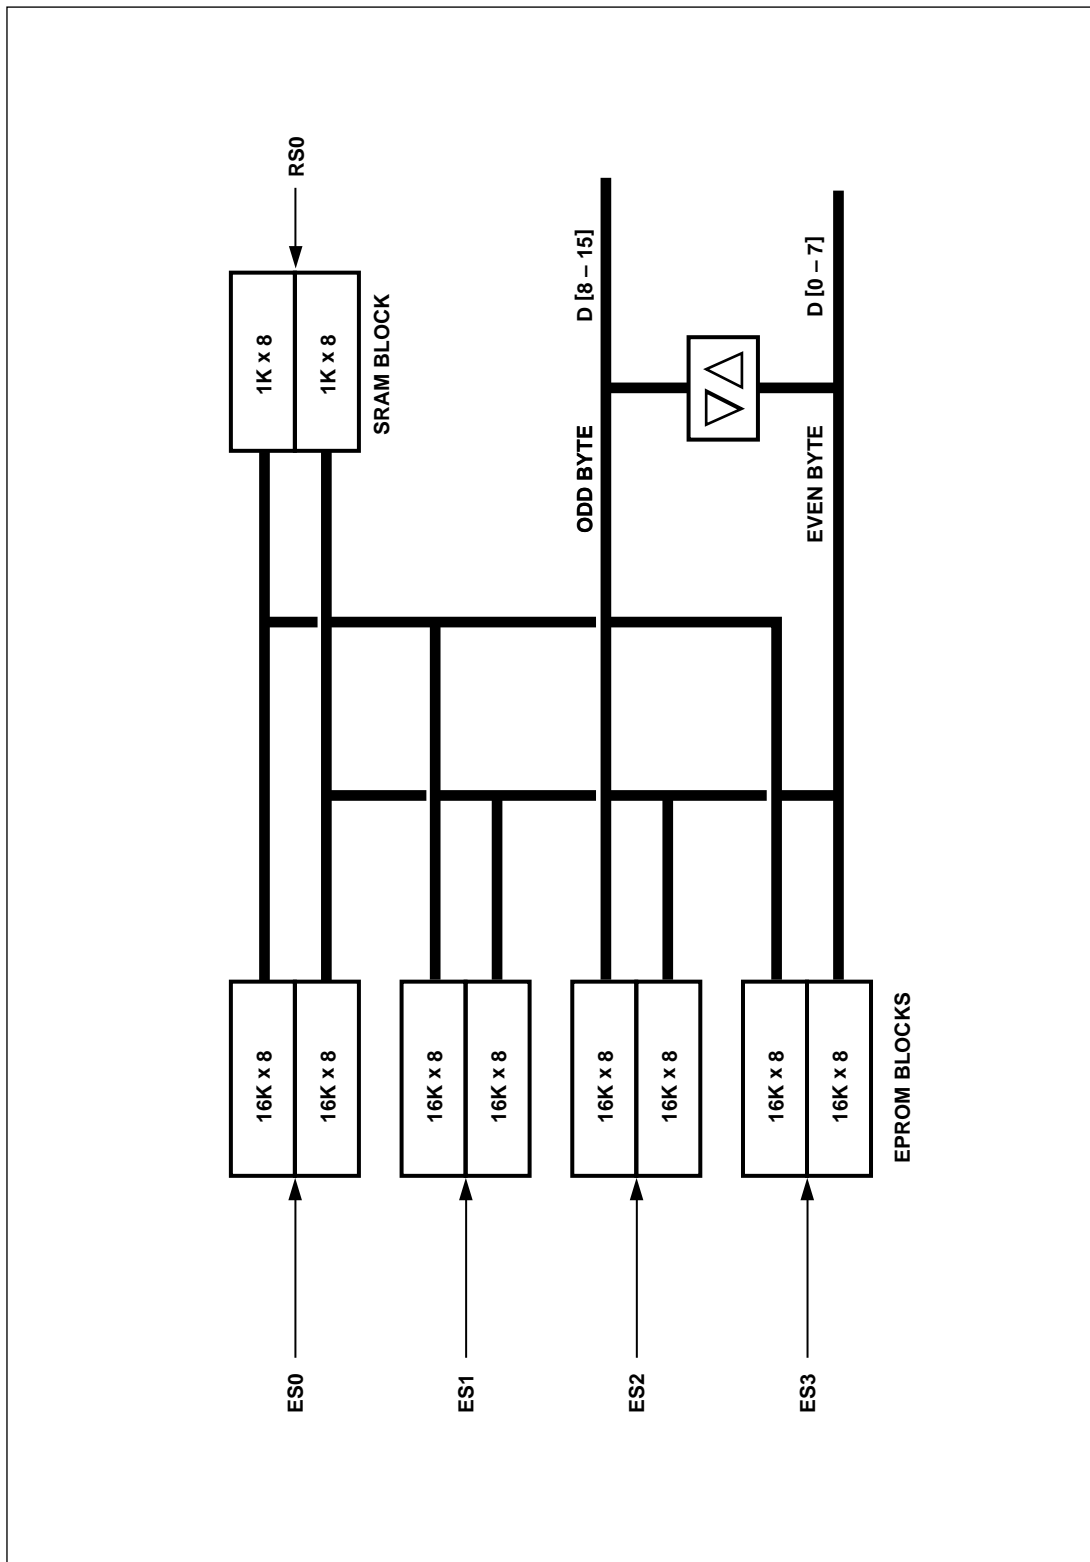 16K x 8
1K x 8
ES0
RS0
16K x 8
1K x 8
SRAM BLOCK
16K x 8
ES1
16K x 8
ODD BYTE
D [8 – 15]
16K x 8
ES2
16K x 8
16K x 8
ES3
EVEN BYTE
D [0 – 7]
16K x 8
EPROM BLOCKS